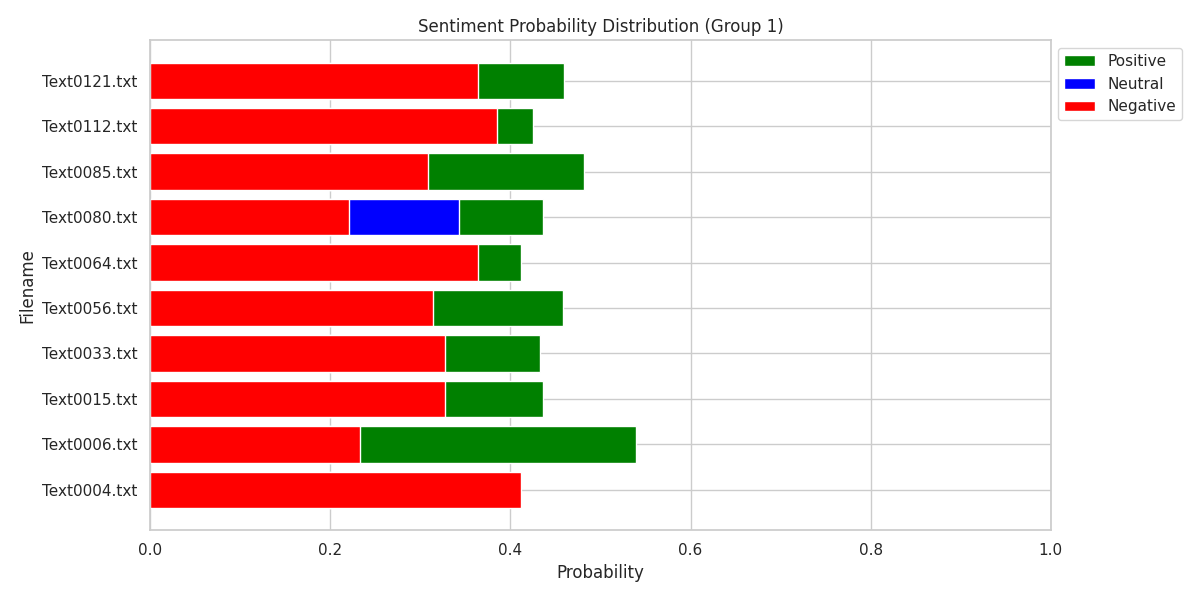 Sentiment Probability Distribution (Group 1)
Positive
Neutral
Negative
Filename
Text0121.txt
Text0112.txt
Text0085.txt
Text0080.txt
Text0064.txt
Text0056.txt
Text0033.txt
Text0015.txt
Text0006.txt
Text0004.txt
0.0 0.2 0.4 0.6 0.8 1.0
Probability